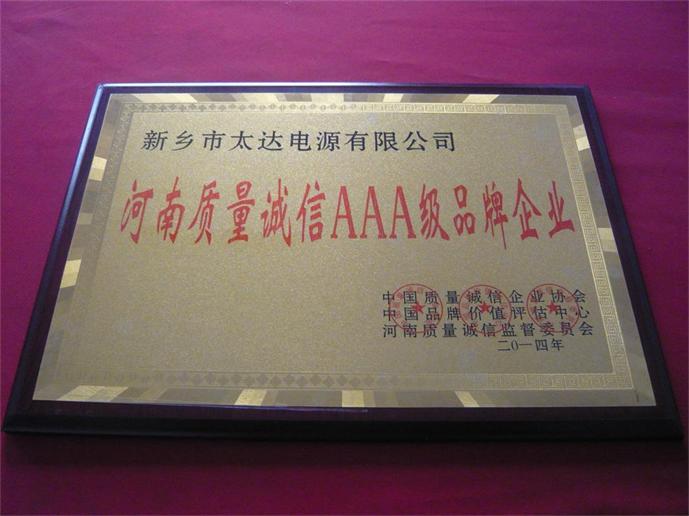 新乡市太达电源有限公司
河南质量诚信AAA级品牌企业
中国质量诚信企业协会
中国品牌价值评估中心
河南质量诚信监督委员会
二0一四年